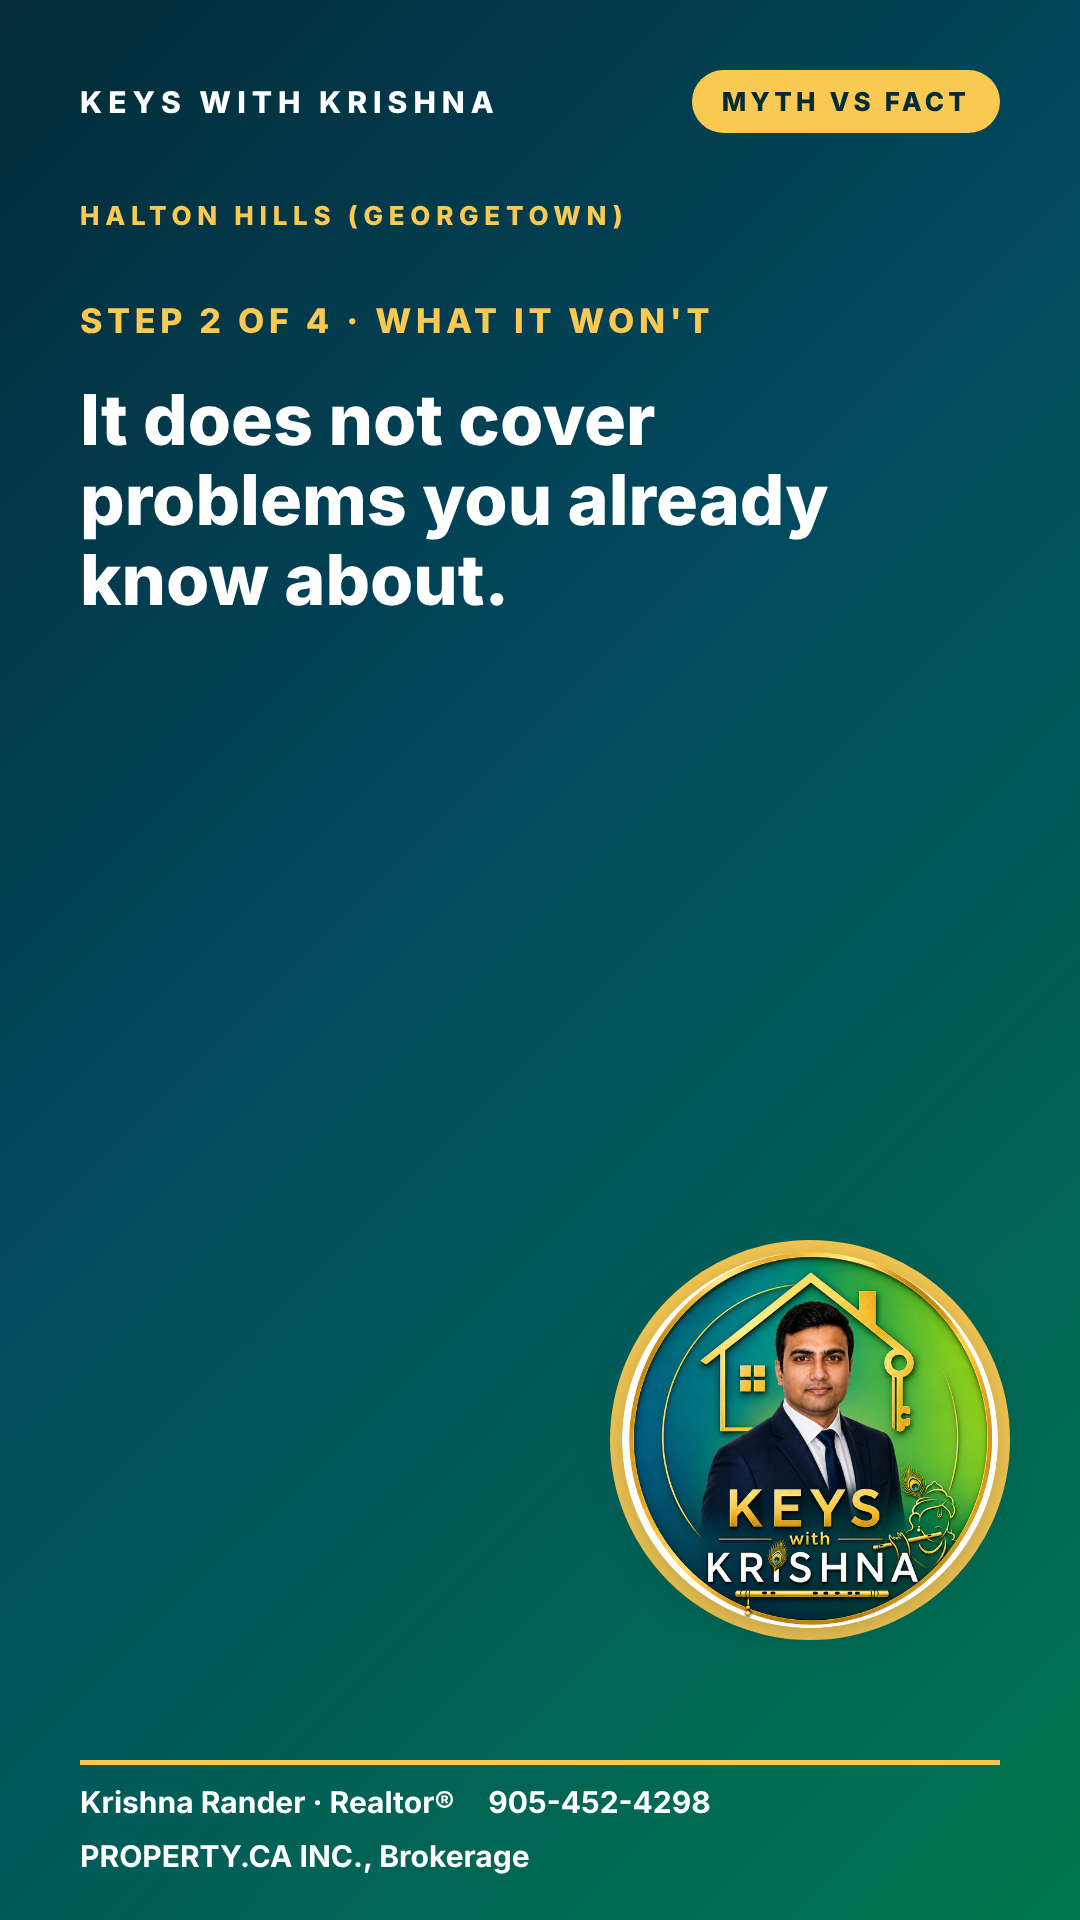 KEYS WITH KRISHNA
MYTH VS FACT
HALTON HILLS (GEORGETOWN)
STEP 2 OF 4 · WHAT IT WON'T
It does not cover
problems you already
know about.
KEYS
with
KRISHNA
Krishna Rander · Realtor® 905-452-4298
PROPERTY.CA INC., Brokerage